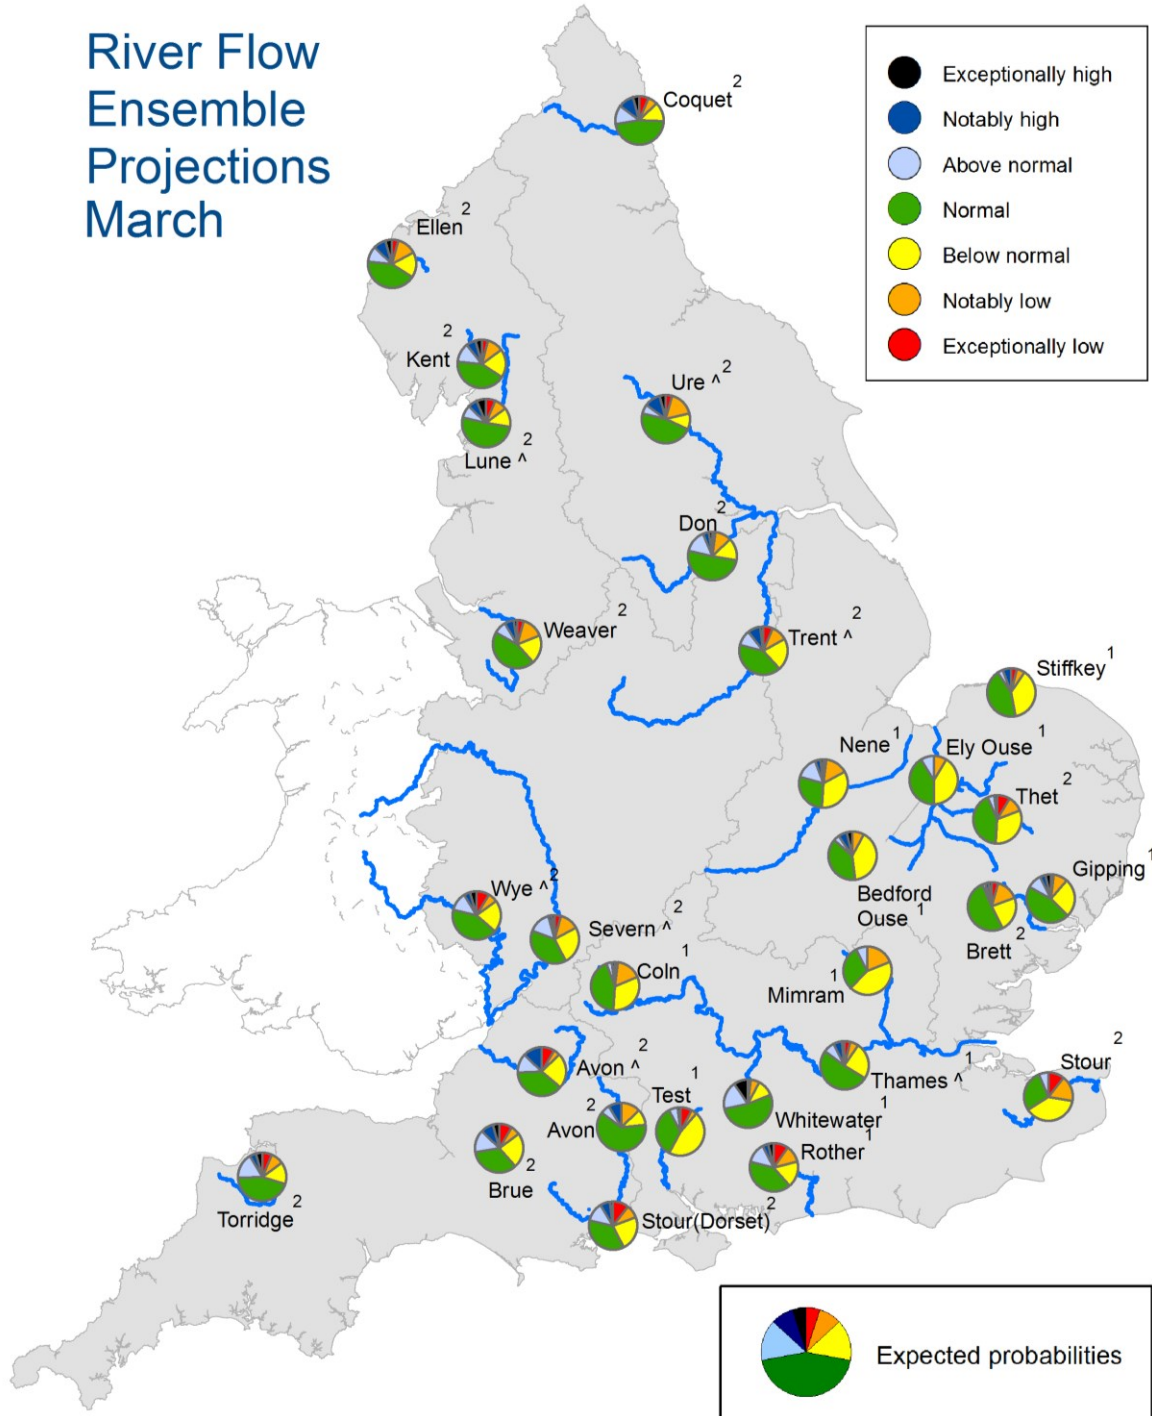 River Flow
Ensemble
Projections
March
Exceptionally high
Notably high
Above normal
Normal
Below normal
Notably low
Exceptionally low
Coquet 2
Ellen 2
Kent 2
Lune ^ 2
Ure ^ 2
Don 2
Weaver 2
Trent ^ 2
Stiffkey 1
Nene 1
Ely Ouse 1
Thet 2
Bedford
Ouse 1
Gipping 1
Brett 2
Wye ^ 2
Severn ^ 2
Coln 1
Mimram 1
Avon ^ 2
Test 1
Thames ^ 1
Stour 2
Avon 2
Whitewater 1
Brue 2
Rother 1
Torridge 2
Stour(Dorset) 2
Expected probabilities